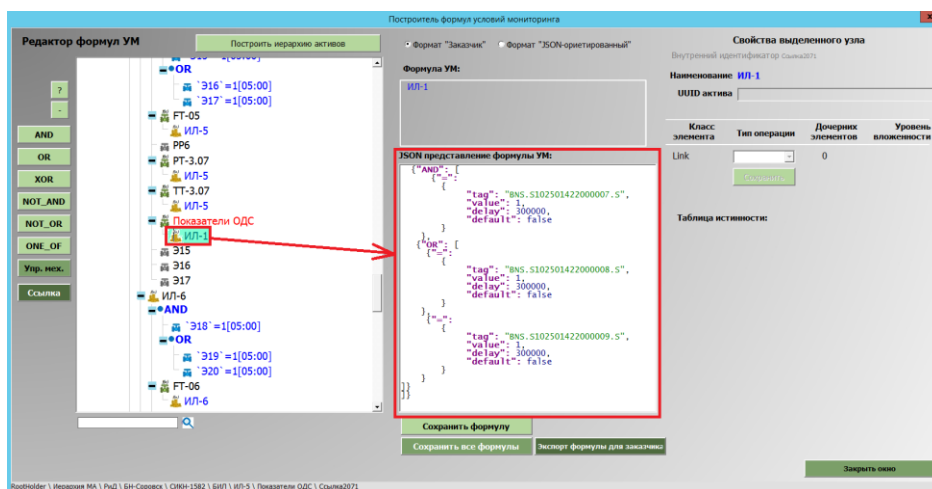 Построитель формул условий мониторинга
x
Редактор формул УМ
Построить иерархию активов
?
-
AND
OR
XOR
NOT_AND
NOT_OR
ONE_OF
Упр. мех.
Ссылка
OR
`Э16`=1[05:00]
`Э17`=1[05:00]
FT-05
ИЛ-5
PP6
PT-3.07
ИЛ-5
TT-3.07
ИЛ-5
Показатели ОДС
ИЛ-1
Э15
Э16
Э17
ИЛ-6
AND
`Э18`=1[05:00]
OR
`Э19`=1[05:00]
`Э20`=1[05:00]
FT-06
ИЛ-6
Формат "Заказчик" Формат "JSON-ориетированный"
Формула УМ:
ИЛ-1
JSON представление формулы УМ:
{"AND": [
{"=":
{
"tag": "BNS.S102501422000007.S",
"value": 1,
"delay": 300000,
"default": false
}
},
{"OR": [
{"=":
{
"tag": "BNS.S102501422000008.S",
"value": 1,
"delay": 300000,
"default": false
}
},
{"=":
{
"tag": "BNS.S102501422000009.S",
"value": 1,
"delay": 300000,
"default": false
}
}
]}
]}
Сохранить формулу
Сохранить все формулы Экспорт формулы для заказчика
Свойства выделенного узла
Внутренний идентификатор Ссылка2071
Наименование ИЛ-1
UUID актива
Класс элемента Тип операции Дочерних элементов Уровень вложенности
Link 0
Сохранить
Таблица истинности:
Закрыть окно
RootHolder \ Иерархия МА \ РиД \ БН-Соровск \ СИКН-1582 \ БИЛ \ ИЛ-5 \ Показатели ОДС \ Ссылка2071